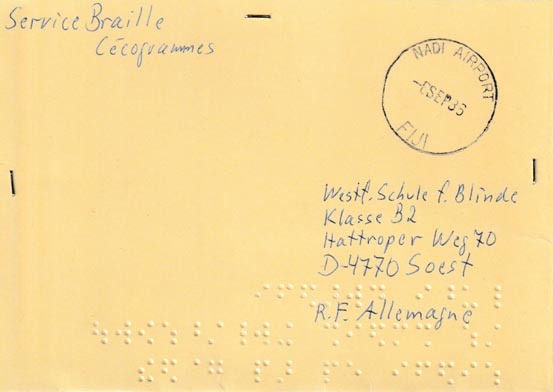 Service Braille
Cécogrammes
NADI AIRPORT
SEP 86
FIJI
Westf. Schule f. Blinde
Klasse B2
Hattroper Weg 70
D-4770 Soest
R.F. Allemagne